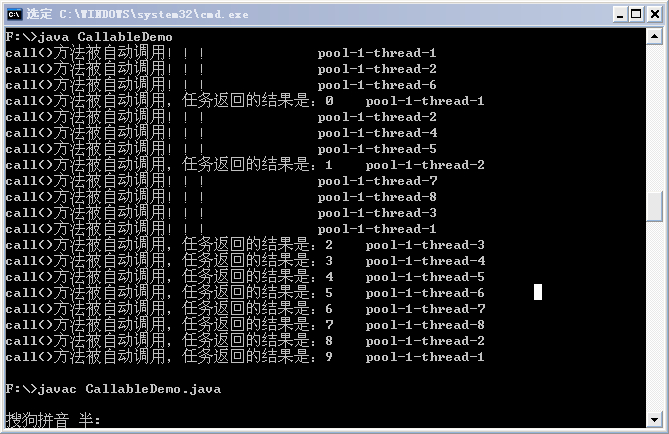 选定 C:\WINDOWS\system32\cmd.exe
F:\>java CallableDemo
call()方法被自动调用！！！ pool-1-thread-1
call()方法被自动调用！！！ pool-1-thread-2
call()方法被自动调用！！！ pool-1-thread-6
call()方法被自动调用，任务返回的结果是：0 pool-1-thread-1
call()方法被自动调用！！！ pool-1-thread-2
call()方法被自动调用！！！ pool-1-thread-4
call()方法被自动调用！！！ pool-1-thread-5
call()方法被自动调用，任务返回的结果是：1 pool-1-thread-2
call()方法被自动调用！！！ pool-1-thread-7
call()方法被自动调用！！！ pool-1-thread-8
call()方法被自动调用！！！ pool-1-thread-3
call()方法被自动调用！！！ pool-1-thread-1
call()方法被自动调用，任务返回的结果是：2 pool-1-thread-3
call()方法被自动调用，任务返回的结果是：3 pool-1-thread-4
call()方法被自动调用，任务返回的结果是：4 pool-1-thread-5
call()方法被自动调用，任务返回的结果是：5 pool-1-thread-6
call()方法被自动调用，任务返回的结果是：6 pool-1-thread-7
call()方法被自动调用，任务返回的结果是：7 pool-1-thread-8
call()方法被自动调用，任务返回的结果是：8 pool-1-thread-2
call()方法被自动调用，任务返回的结果是：9 pool-1-thread-1
F:\>javac CallableDemo.java
搜狗拼音 半：